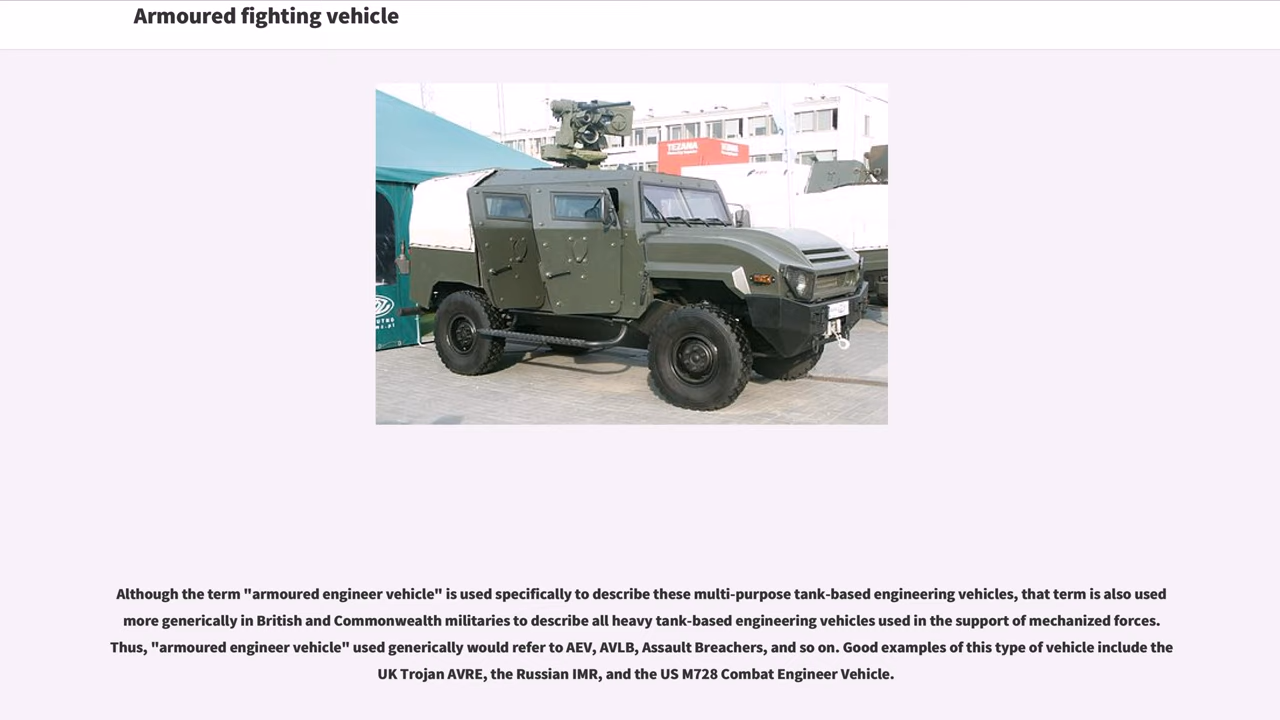 Armoured fighting vehicle
TEZANA
Although the term "armoured engineer vehicle" is used specifically to describe these multi-purpose tank-based engineering vehicles, that term is also used
more generically in British and Commonwealth militaries to describe all heavy tank-based engineering vehicles used in the support of mechanized forces.
Thus, "armoured engineer vehicle" used generically would refer to AEV, AVLB, Assault Breachers, and so on. Good examples of this type of vehicle include the
UK Trojan AVRE, the Russian IMR, and the US M728 Combat Engineer Vehicle.